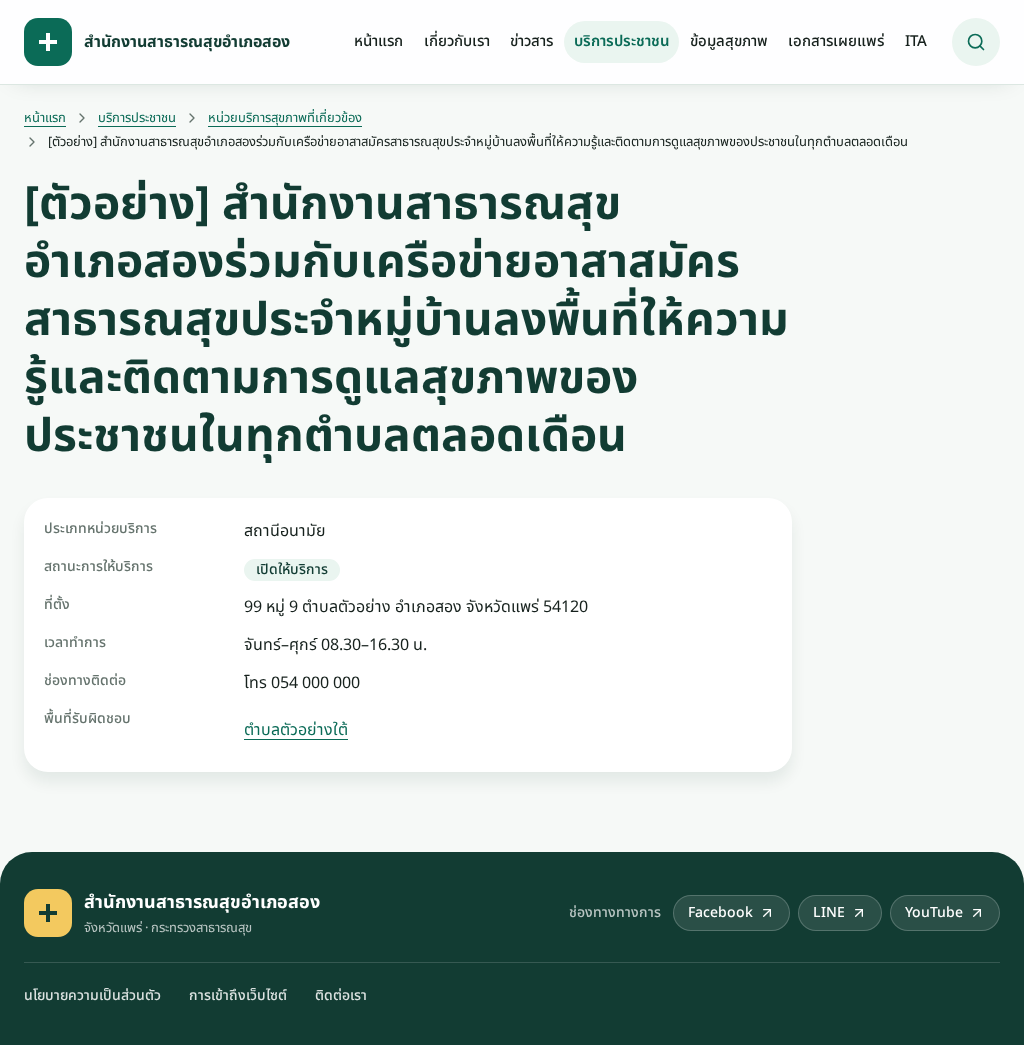 สำนักงานสาธารณสุขอำเภอสอง
หน้าแรก เกี่ยวกับเรา ข่าวสาร บริการประชาชน ข้อมูลสุขภาพ เอกสารเผยแพร่ ITA
หน้าแรก บริการประชาชน หน่วยบริการสุขภาพที่เกี่ยวข้อง
[ตัวอย่าง] สำนักงานสาธารณสุขอำเภอสองร่วมกับเครือข่ายอาสาสมัครสาธารณสุขประจำหมู่บ้านลงพื้นที่ให้ความรู้และติดตามการดูแลสุขภาพของประชาชนในทุกตำบลตลอดเดือน
[ตัวอย่าง] สำนักงานสาธารณสุข
อำเภอสองร่วมกับเครือข่ายอาสาสมัคร
สาธารณสุขประจำหมู่บ้านลงพื้นที่ให้ความ
รู้และติดตามการดูแลสุขภาพของ
ประชาชนในทุกตำบลตลอดเดือน
ประเภทหน่วยบริการ สถานีอนามัย
สถานะการให้บริการ เปิดให้บริการ
ที่ตั้ง 99 หมู่ 9 ตำบลตัวอย่าง อำเภอสอง จังหวัดแพร่ 54120
เวลาทำการ จันทร์–ศุกร์ 08.30–16.30 น.
ช่องทางติดต่อ โทร 054 000 000
พื้นที่รับผิดชอบ ตำบลตัวอย่างใต้
สำนักงานสาธารณสุขอำเภอสอง
จังหวัดแพร่ · กระทรวงสาธารณสุข
ช่องทางทางการ Facebook LINE YouTube
นโยบายความเป็นส่วนตัว การเข้าถึงเว็บไซต์ ติดต่อเรา